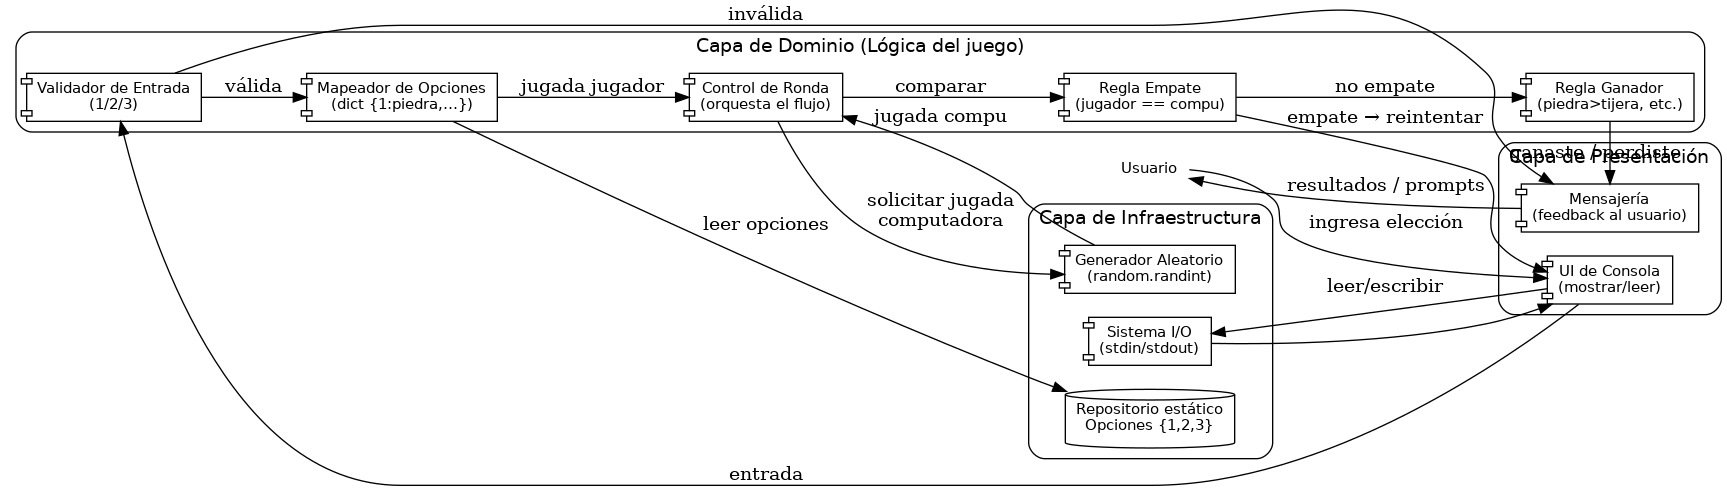 inválida
Capa de Dominio (Lógica del juego)
Validador de Entrada
(1/2/3)
válida
Mapeador de Opciones
(dict {1:piedra,...})
jugada jugador
Control de Ronda
(orquesta el flujo)
comparar
Regla Empate
(jugador == compu)
no empate
Regla Ganador
(piedra>tijera, etc.)
jugada compu
empate → reintentar
ganaste / perdiste
Capa de Presentación
Usuario
resultados / prompts
Mensajería
(feedback al usuario)
solicitar jugada
computadora
Capa de Infraestructura
ingresa elección
leer opciones
Generador Aleatorio
(random.randint)
UI de Consola
(mostrar/leer)
leer/escribir
Sistema I/O
(stdin/stdout)
Repositorio estático
Opciones {1,2,3}
entrada